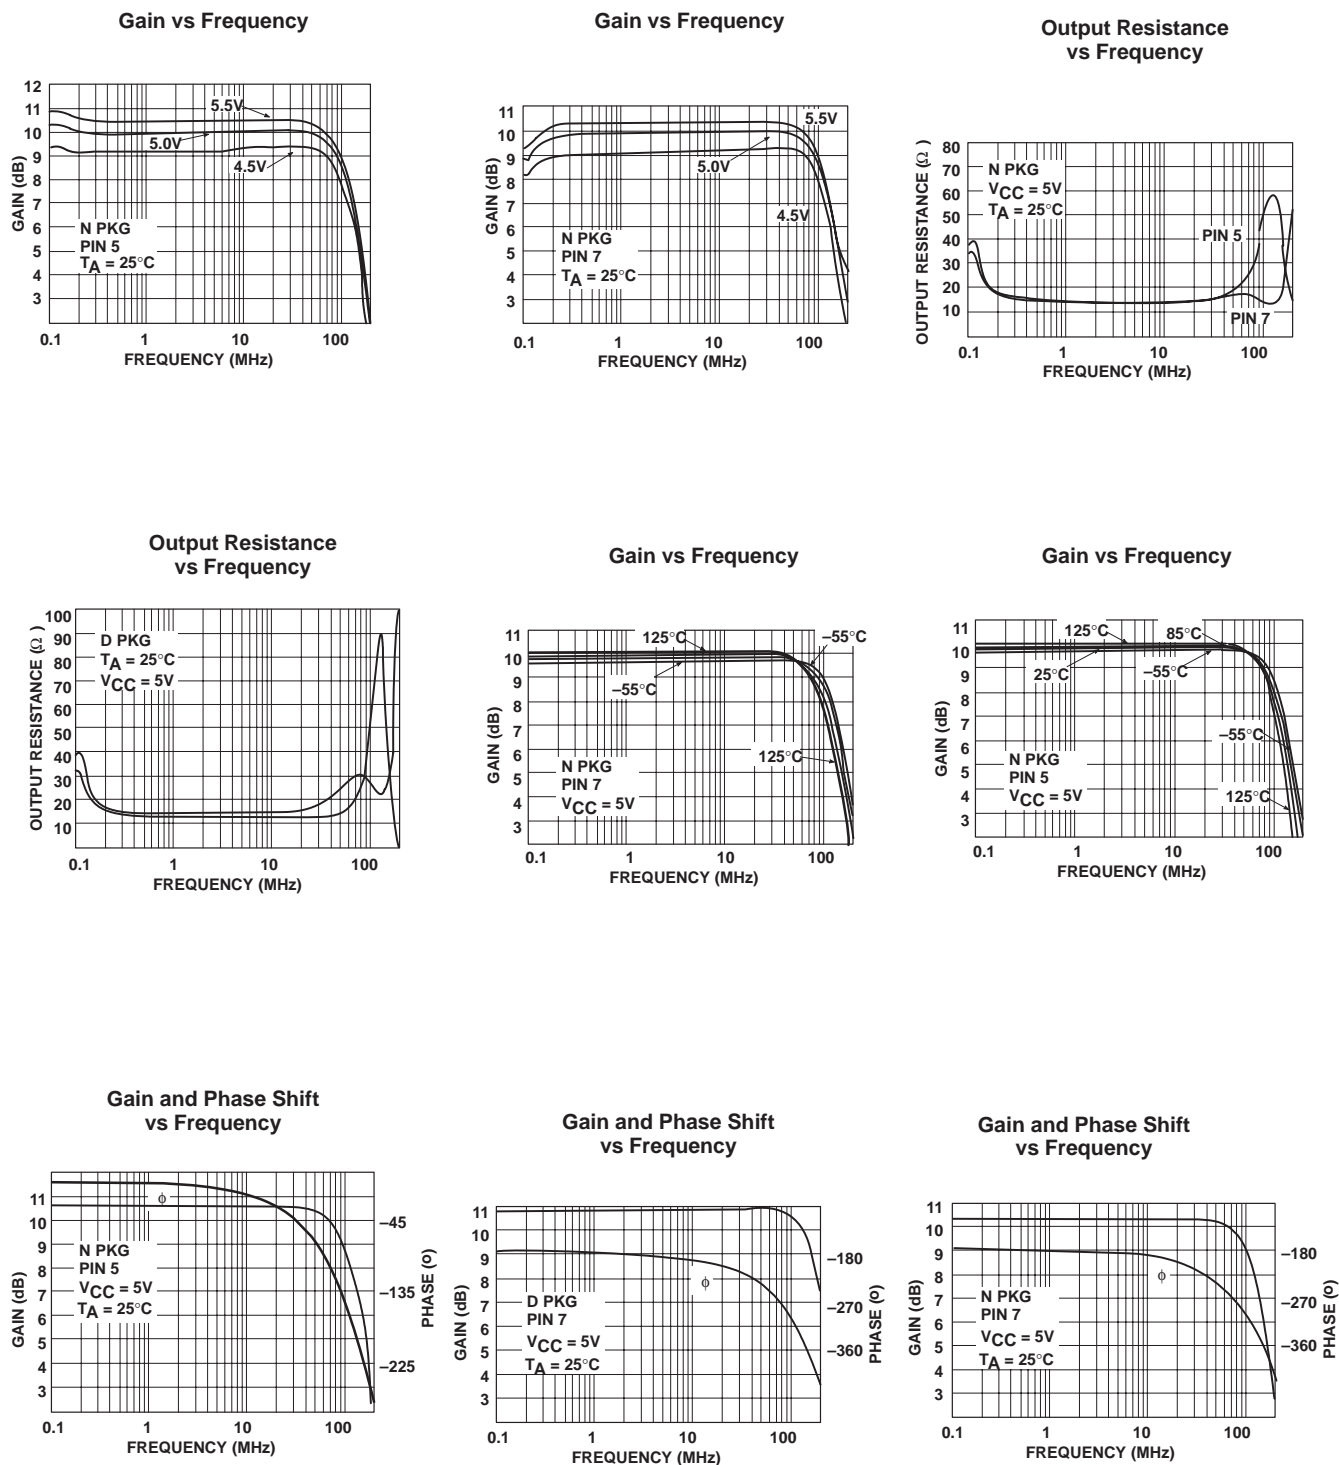 Gain vs Frequency
12
11
10
9
8
7
6
5
4
3
GAIN (dB)
5.5V
5.0V
4.5V
N PKG
PIN 5
TA = 25°C
0.1
1
10
100
FREQUENCY (MHz)
Gain vs Frequency
11
10
9
8
7
6
5
4
3
GAIN (dB)
5.5V
5.0V
4.5V
N PKG
PIN 7
TA = 25°C
0.1
1
10
100
FREQUENCY (MHz)
Output Resistance
vs Frequency
80
70
60
50
40
30
20
10
OUTPUT RESISTANCE (Ω)
N PKG
VCC = 5V
TA = 25°C
PIN 5
PIN 7
0.1
1
10
100
FREQUENCY (MHz)
Output Resistance
vs Frequency
100
90
80
70
60
50
40
30
20
10
OUTPUT RESISTANCE (Ω)
D PKG
TA = 25°C
VCC = 5V
0.1
1
10
100
FREQUENCY (MHz)
Gain vs Frequency
11
10
9
8
7
6
5
4
3
GAIN (dB)
125°C
–55°C
–55°C
125°C
N PKG
PIN 7
VCC = 5V
0.1
1
10
100
FREQUENCY (MHz)
Gain vs Frequency
11
10
9
8
7
6
5
4
3
GAIN (dB)
125°C
85°C
25°C
–55°C
–55°C
125°C
N PKG
PIN 5
VCC = 5V
0.1
1
10
100
FREQUENCY (MHz)
Gain and Phase Shift
vs Frequency
11
10
9
8
7
6
5
4
3
GAIN (dB)
ϕ
N PKG
PIN 5
VCC = 5V
TA = 25°C
–45
–135
–225
PHASE (o)
0.1
1
10
100
FREQUENCY (MHz)
Gain and Phase Shift
vs Frequency
11
10
9
8
7
6
5
4
3
GAIN (dB)
ϕ
D PKG
PIN 7
VCC = 5V
TA = 25°C
–180
–270
–360
PHASE (o)
0.1
1
10
100
FREQUENCY (MHz)
Gain and Phase Shift
vs Frequency
11
10
9
8
7
6
5
4
3
GAIN (dB)
ϕ
N PKG
PIN 7
VCC = 5V
TA = 25°C
–180
–270
–360
PHASE (o)
0.1
1
10
100
FREQUENCY (MHz)